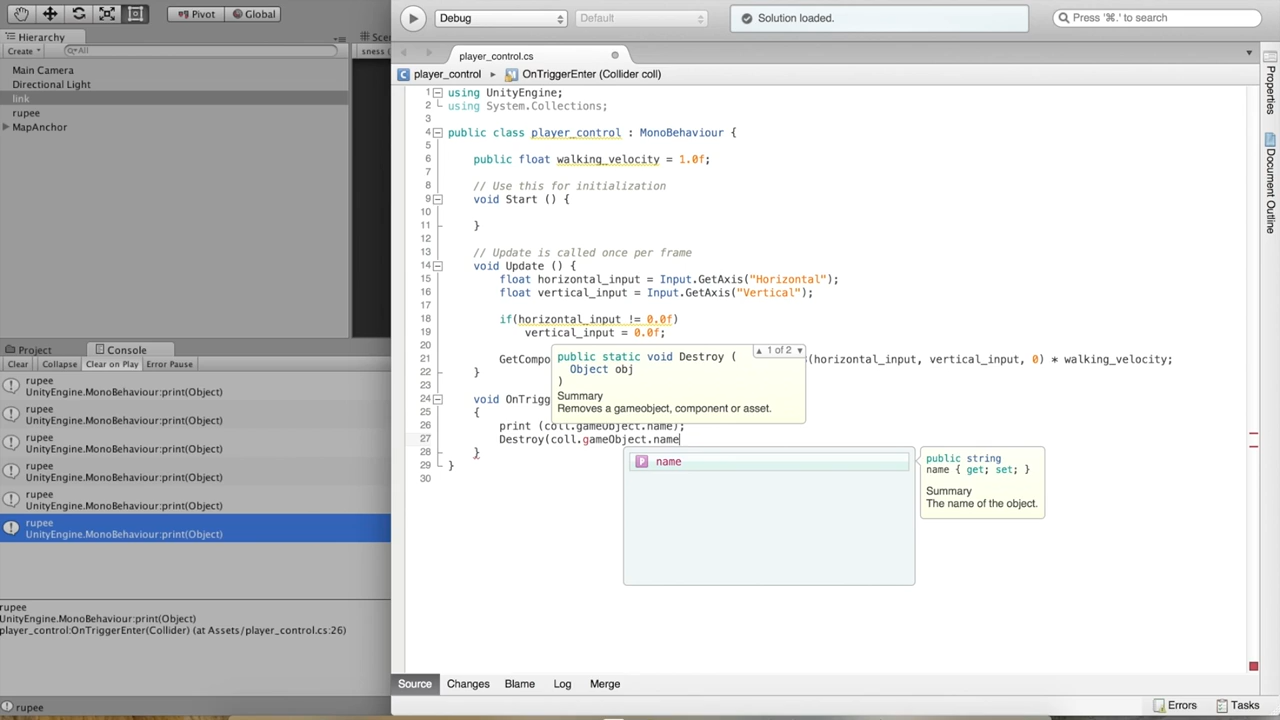 Pivot
Global
Hierarchy
Create
All
Main Camera
Directional Light
link
rupee
MapAnchor
Scen
sness
Project
Console
Clear
Collapse
Clear on Play
Error Pause
rupee
UnityEngine.MonoBehaviour:print(Object)
rupee
UnityEngine.MonoBehaviour:print(Object)
rupee
UnityEngine.MonoBehaviour:print(Object)
rupee
UnityEngine.MonoBehaviour:print(Object)
rupee
UnityEngine.MonoBehaviour:print(Object)
rupee
UnityEngine.MonoBehaviour:print(Object)
rupee
UnityEngine.MonoBehaviour:print(Object)
player_control:OnTriggerEnter(Collider) (at Assets/player_control.cs:26)
rupee
Debug
Default
Solution loaded.
Press '⌘.' to search
player_control.cs
player_control
OnTriggerEnter (Collider coll)
1 using UnityEngine;
2 using System.Collections;
3
4 public class player_control : MonoBehaviour {
5
6 public float walking_velocity = 1.0f;
7
8 // Use this for initialization
9 void Start () {
10
11 }
12
13 // Update is called once per frame
14 void Update () {
15 float horizontal_input = Input.GetAxis("Horizontal");
16 float vertical_input = Input.GetAxis("Vertical");
17
18 if(horizontal_input != 0.0f)
19 vertical_input = 0.0f;
20
21 GetCompo (horizontal_input, vertical_input, 0) * walking_velocity;
22 }
23
24 void OnTrigg
25 {
26 print (coll.gameObject.name);
27 Destroy(coll.gameObject.name
28 }
29 }
30
public static void Destroy (
Object obj
)
1 of 2
Summary
Removes a gameobject, component or asset.
name
public string
name { get; set; }
Summary
The name of the object.
Properties
Document Outline
Source
Changes
Blame
Log
Merge
Errors
Tasks